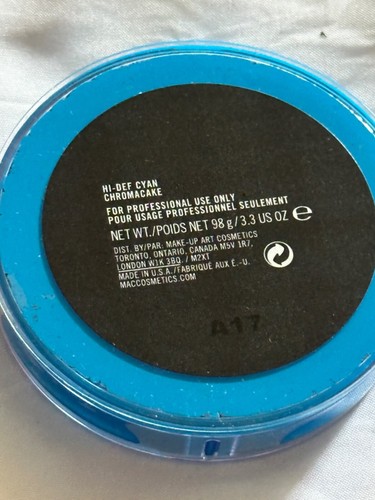 HI-DEF CYAN
CHROMACAKE
FOR PROFESSIONAL USE ONLY
POUR USAGE PROFESSIONNEL SEULEMENT
NET WT./POIDS NET 98 g/3.3 US OZ ℮
DIST. BY/PAR: MAKE-UP ART COSMETICS
TORONTO, ONTARIO, CANADA M5V 1R7,
LONDON W1K 3BQ. / M2XT
MADE IN U.S.A./FABRIQUÉ AUX É.-U.
MACCOSMETICS.COM
A17